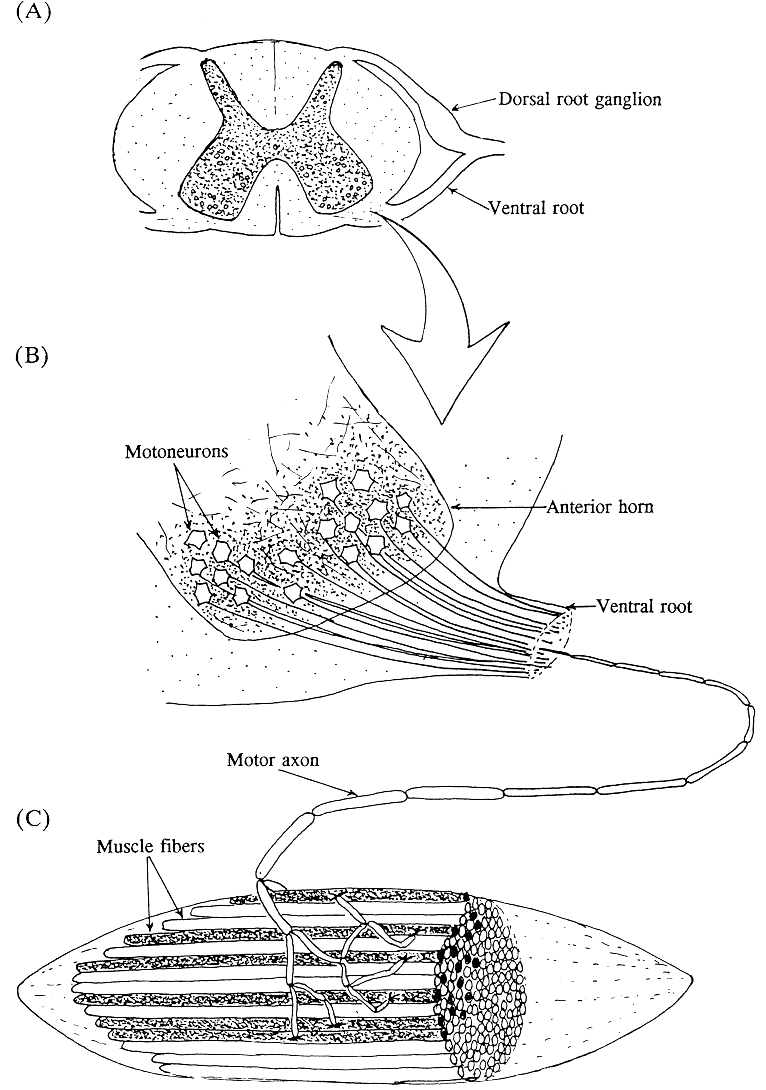 (A)
Dorsal root ganglion
Ventral root
(B)
Motoneurons
Anterior horn
Ventral root
Motor axon
(C)
Muscle fibers